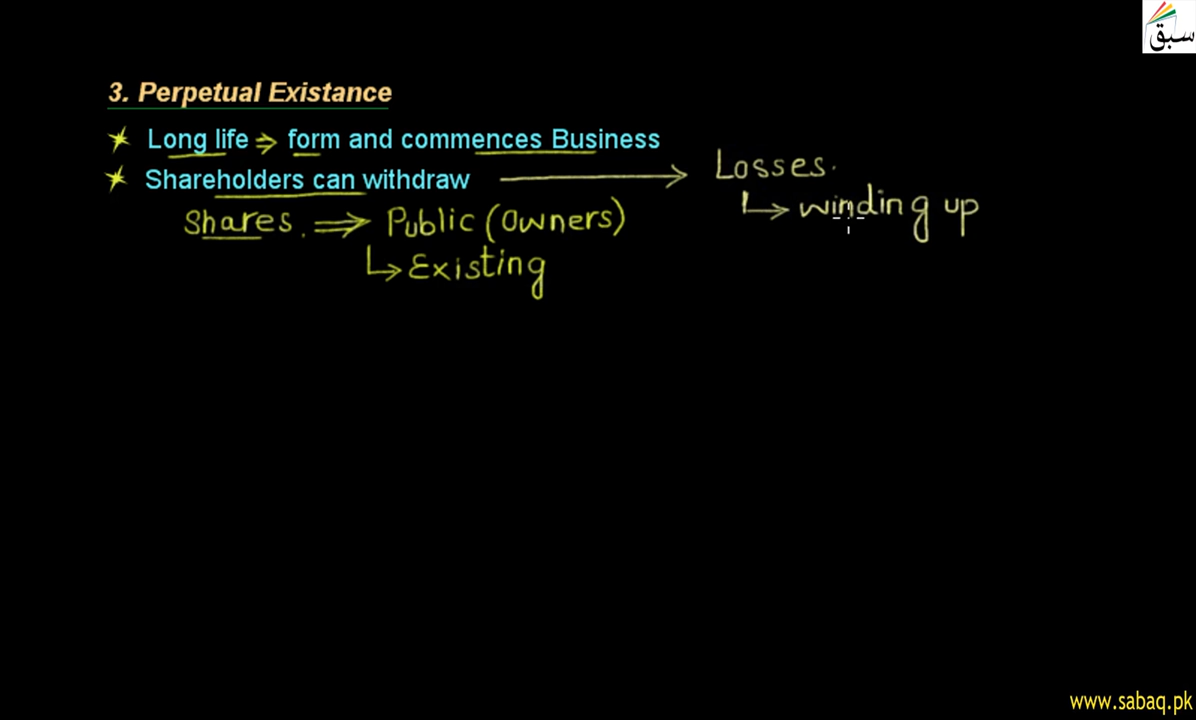 سبق
3. Perpetual Existance
Long life ⇒ form and commences Business
Shareholders can withdraw → Losses.
↳ winding up
Shares. ⇒ Public (Owners)
↳ Existing
www.sabaq.pk